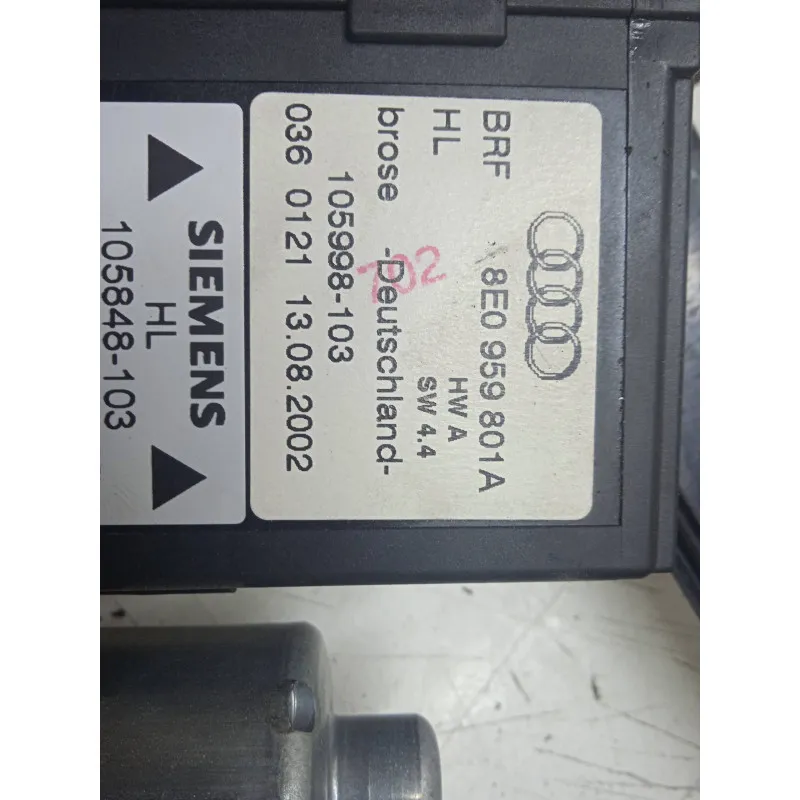 BRF 8E0 959 801A
HL HW A
SW 4.4
brose -Deutschland-
702
105998-103
036 0121 13.08.2002
SIEMENS
HL
105848-103